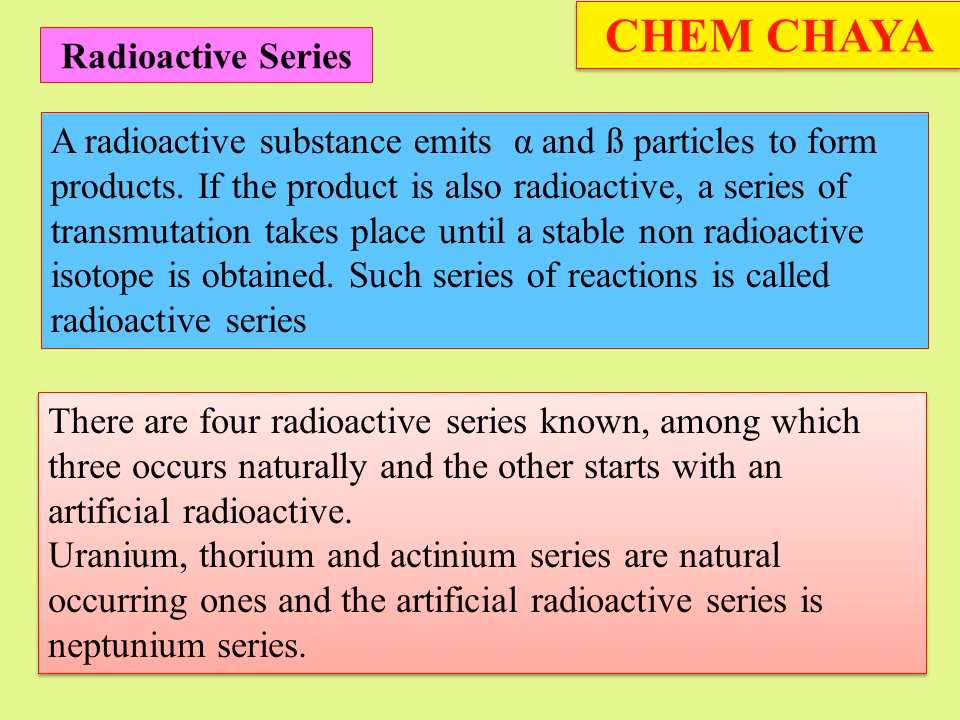 CHEM CHAYA
Radioactive Series
A radioactive substance emits α and ß particles to form
products. If the product is also radioactive, a series of
transmutation takes place until a stable non radioactive
isotope is obtained. Such series of reactions is called
radioactive series
There are four radioactive series known, among which
three occurs naturally and the other starts with an
artificial radioactive.
Uranium, thorium and actinium series are natural
occurring ones and the artificial radioactive series is
neptunium series.